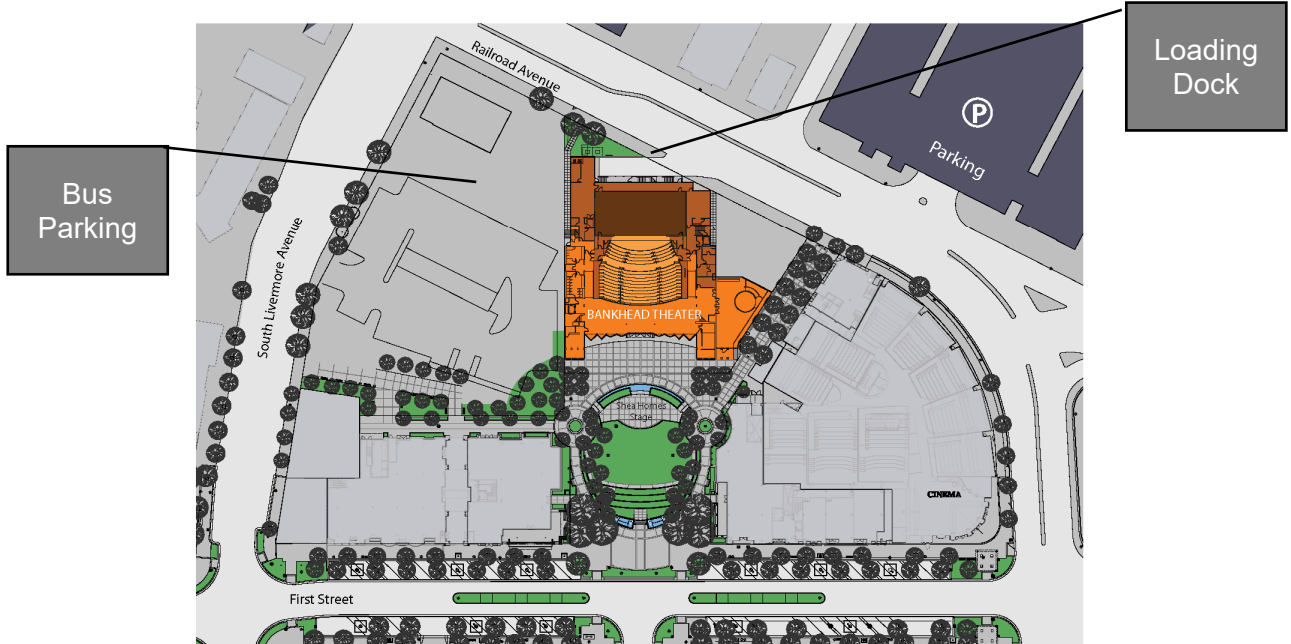 Loading
Dock
Railroad Avenue
P
Parking
Bus
Parking
South Livermore Avenue
BANKHEAD THEATER
Shea Homes
Stage
CINEMA
First Street